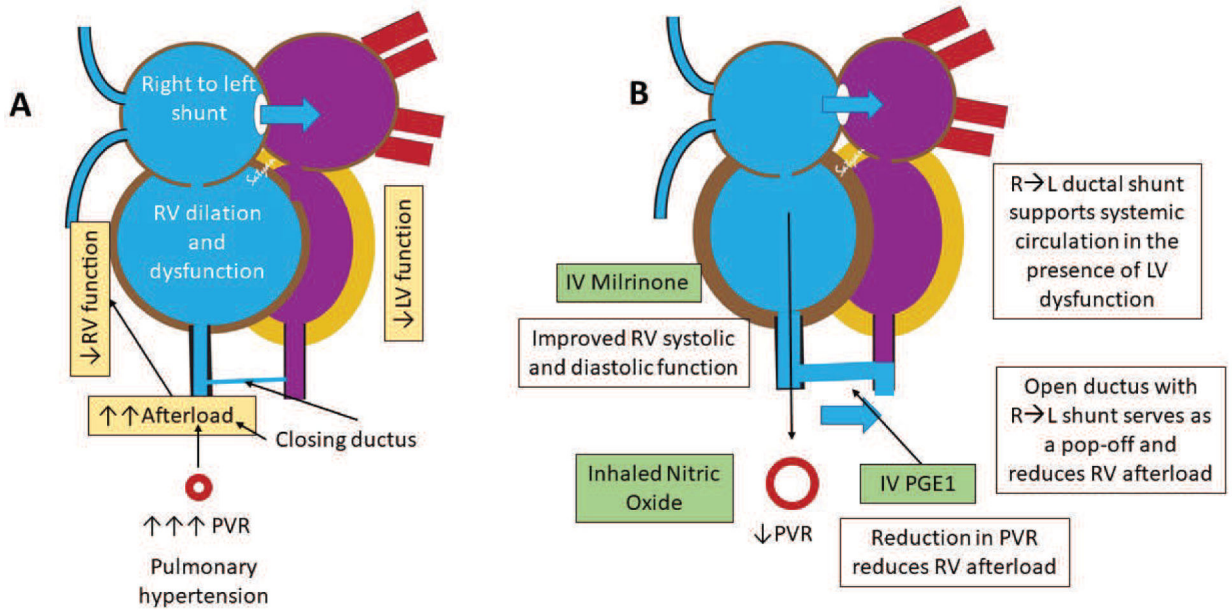 A
Right to left
shunt
Satyan
RV dilation
and
dysfunction
↓RV function
↓LV function
↑↑Afterload
Closing ductus
↑↑↑ PVR
Pulmonary
hypertension
B
Satyan
IV Milrinone
Improved RV systolic
and diastolic function
Inhaled Nitric
Oxide
↓PVR
IV PGE1
Reduction in PVR
reduces RV afterload
R→L ductal shunt
supports systemic
circulation in the
presence of LV
dysfunction
Open ductus with
R→L shunt serves as
a pop-off and
reduces RV afterload